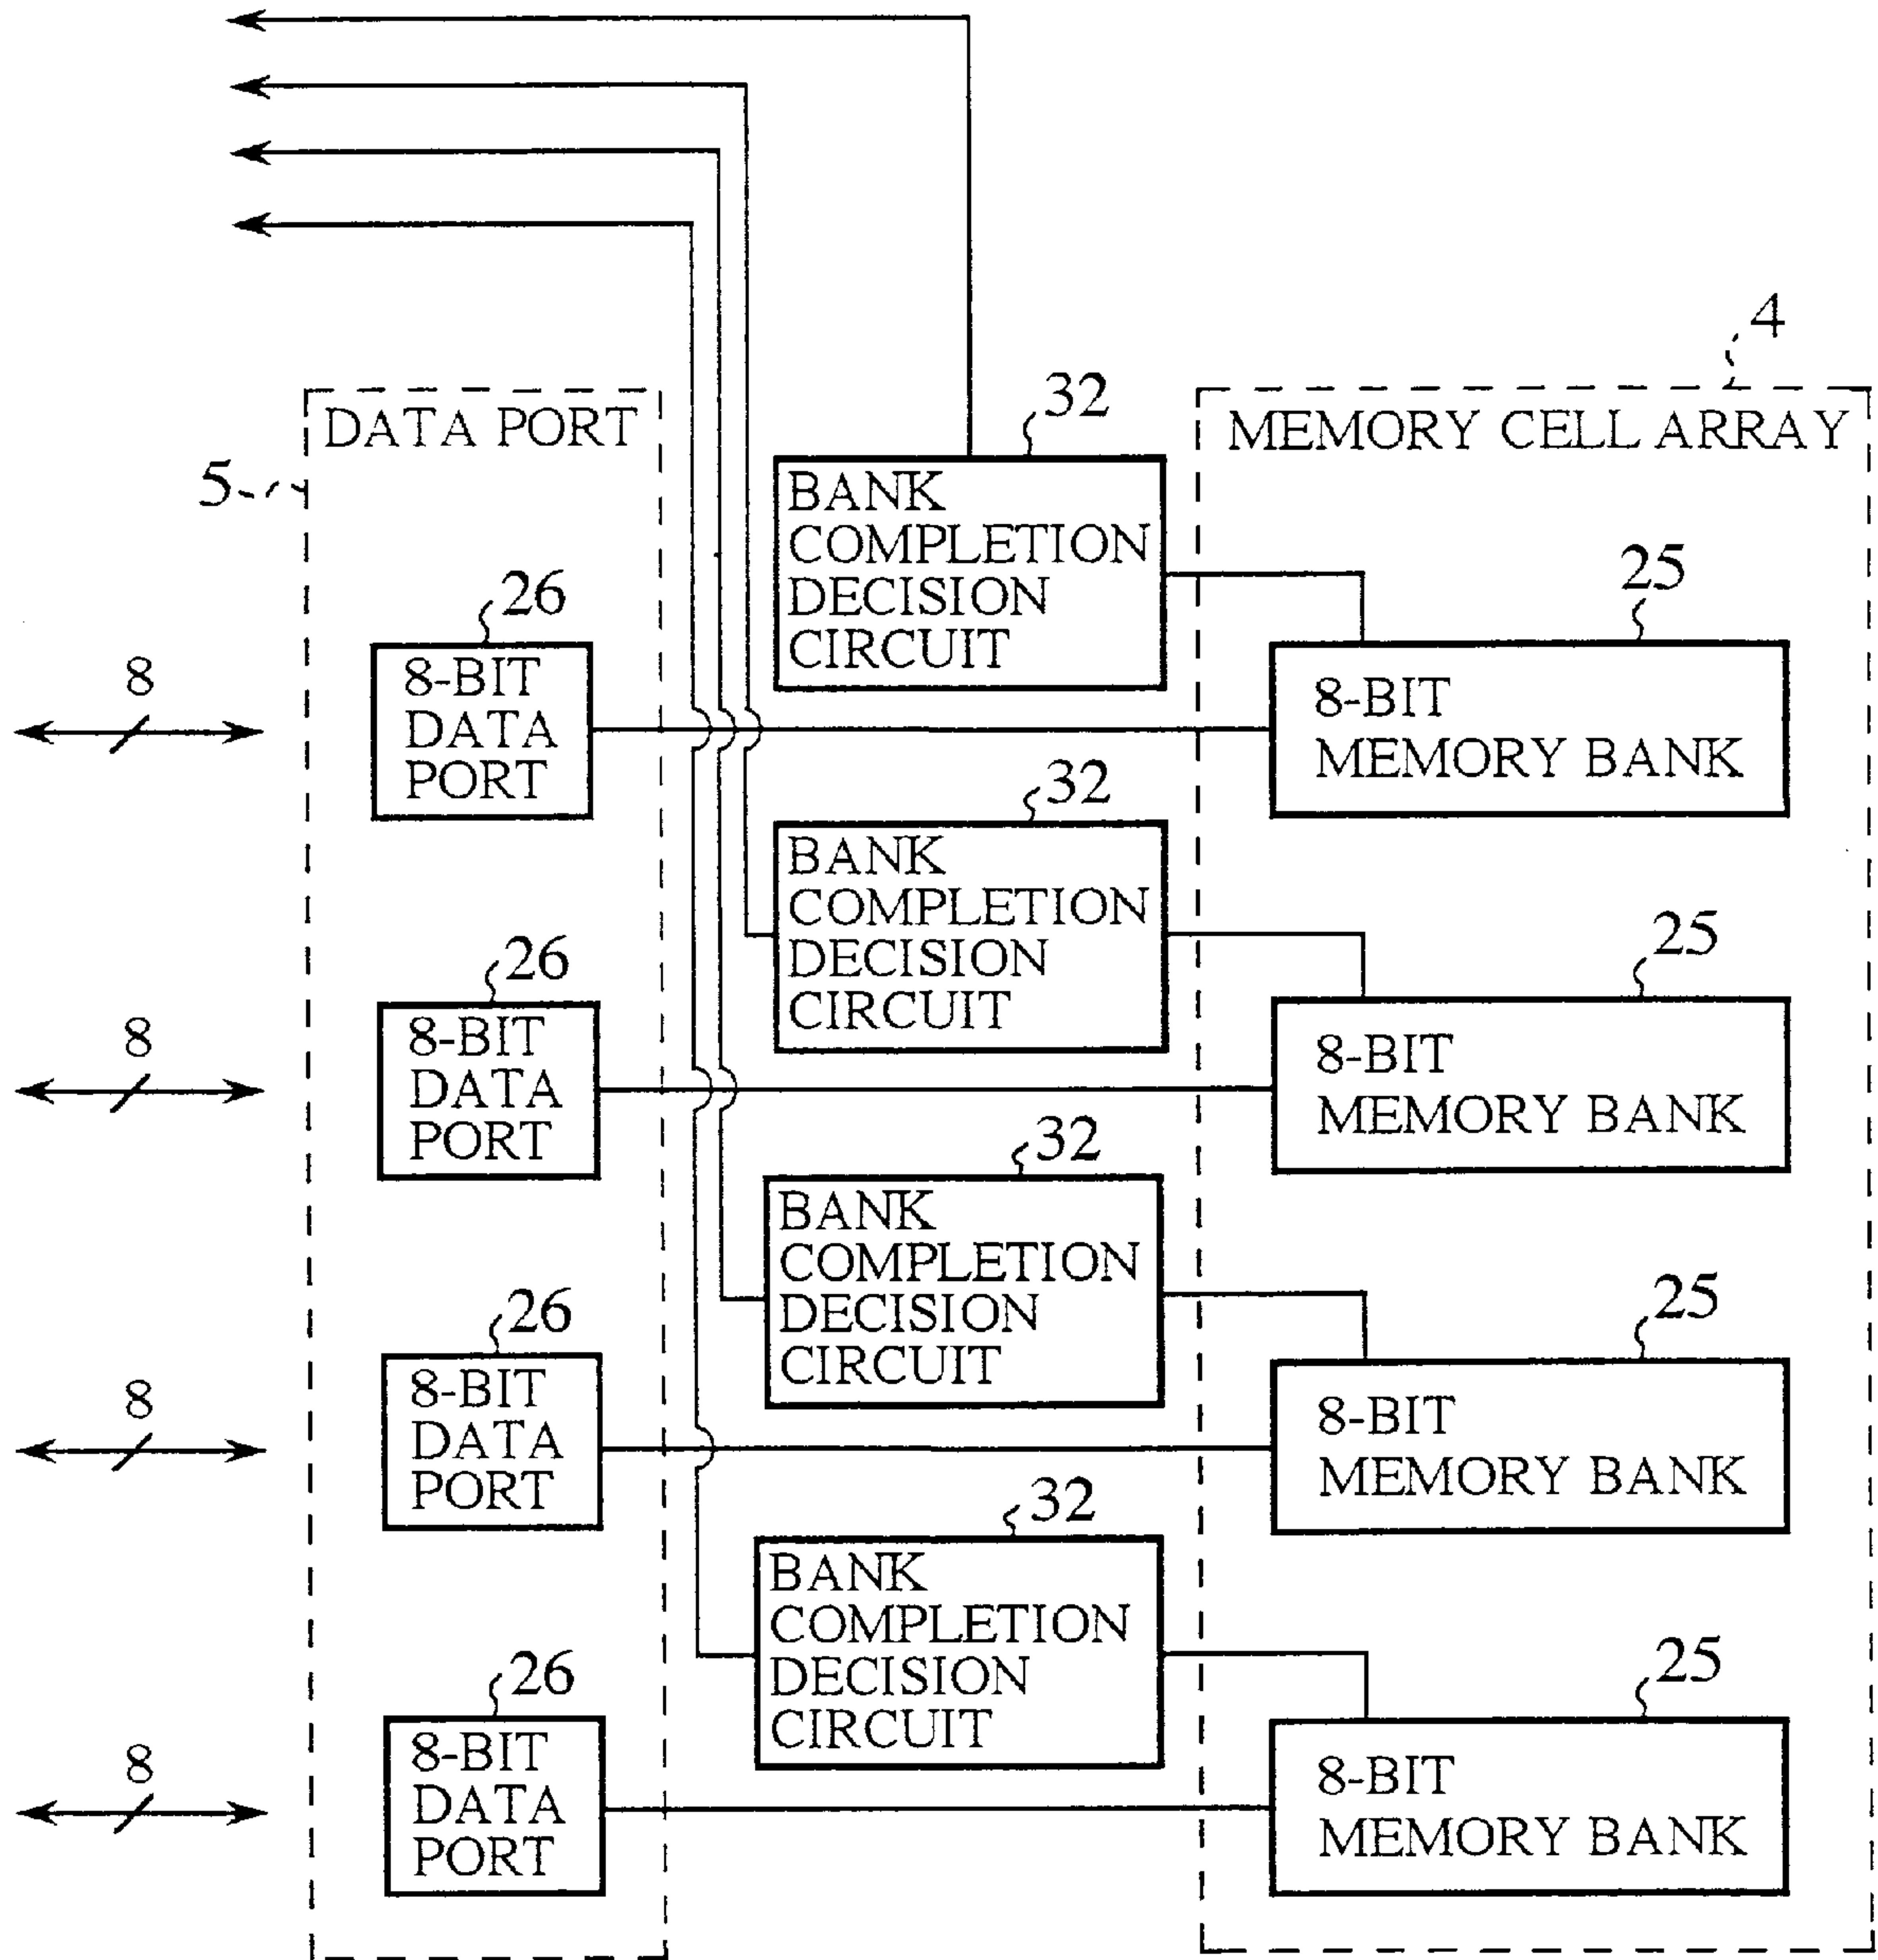 4
32
DATA PORT
MEMORY CELL ARRAY
5
BANK
COMPLETION
DECISION
CIRCUIT
26
25
8
8-BIT
DATA
PORT
8-BIT
MEMORY BANK
32
BANK
COMPLETION
DECISION
CIRCUIT
26
25
8
8-BIT
DATA
PORT
8-BIT
MEMORY BANK
32
BANK
COMPLETION
DECISION
CIRCUIT
26
25
8
8-BIT
DATA
PORT
8-BIT
MEMORY BANK
32
BANK
COMPLETION
DECISION
CIRCUIT
26
25
8
8-BIT
DATA
PORT
8-BIT
MEMORY BANK